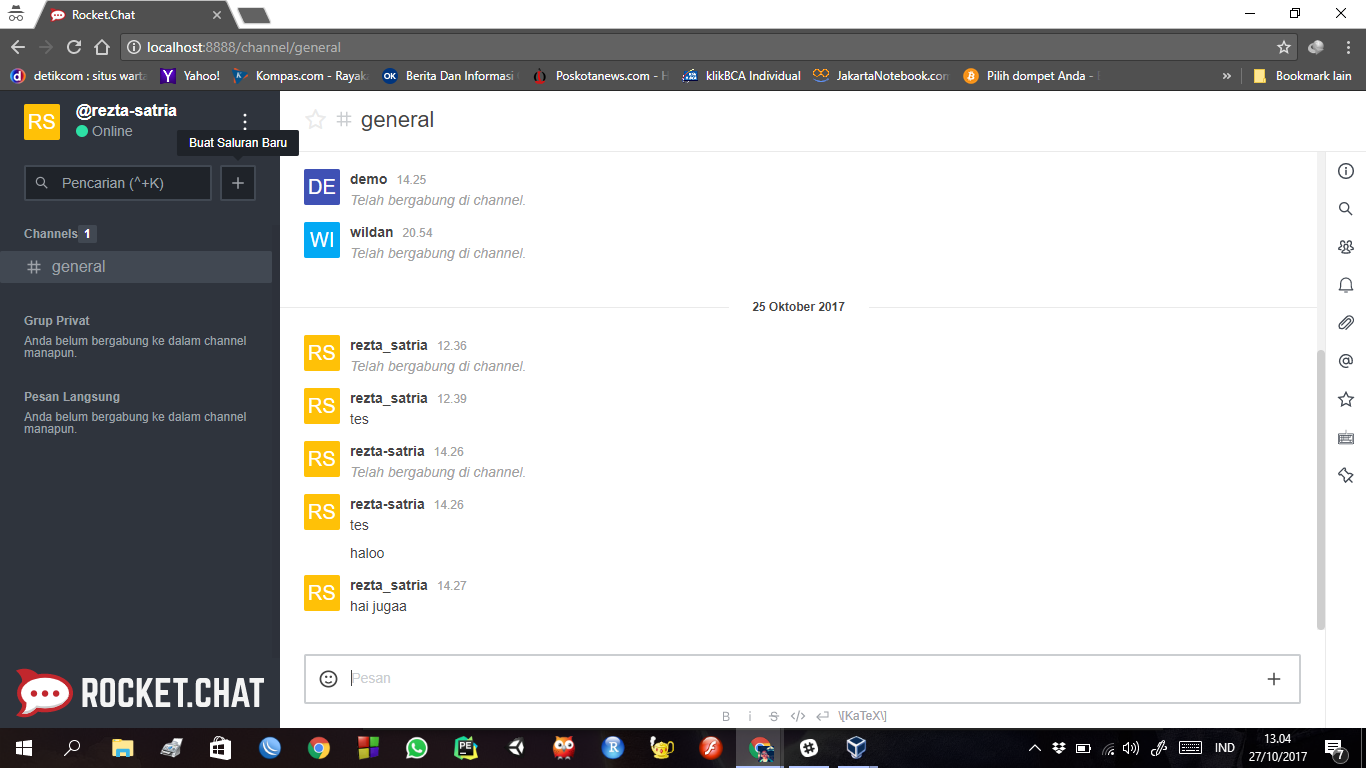 Rocket.Chat
localhost:8888/channel/general
detikcom : situs warta
Yahoo!
Kompas.com - Rayaka
OK
Berita Dan Informasi
Poskotanews.com - H
klikBCA Individual
JakartaNotebook.com
Pilih dompet Anda -
»
Bookmark lain
RS
@rezta-satria
Online
Buat Saluran Baru
Pencarian (^+K)
Channels 1
# general
Grup Privat
Anda belum bergabung ke dalam channel
manapun.
Pesan Langsung
Anda belum bergabung ke dalam channel
manapun.
ROCKET.CHAT
# general
DE
demo 14.25
Telah bergabung di channel.
WI
wildan 20.54
Telah bergabung di channel.
25 Oktober 2017
RS
rezta_satria 12.36
Telah bergabung di channel.
RS
rezta_satria 12.39
tes
RS
rezta-satria 14.26
Telah bergabung di channel.
RS
rezta-satria 14.26
tes
haloo
RS
rezta_satria 14.27
hai jugaa
Pesan
B i S </> \[KaTeX\]
PE
R
IND
13.04
27/10/2017
7